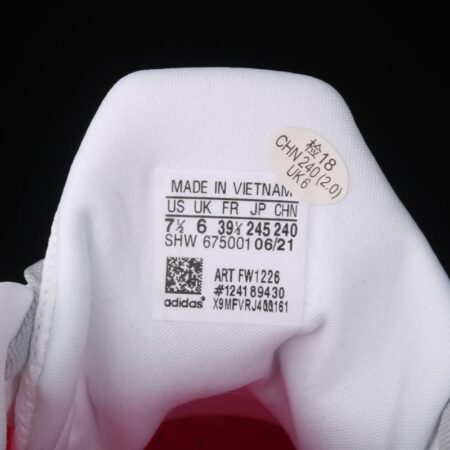 检18
CHN 240(2.0)
UK6
MADE IN VIETNAM
US UK FR JP CHN
7½ 6 39⅓ 245 240
SHW 675001 06/21
ART FW1226
#124189430
X9MFVRJ400161
adidas®